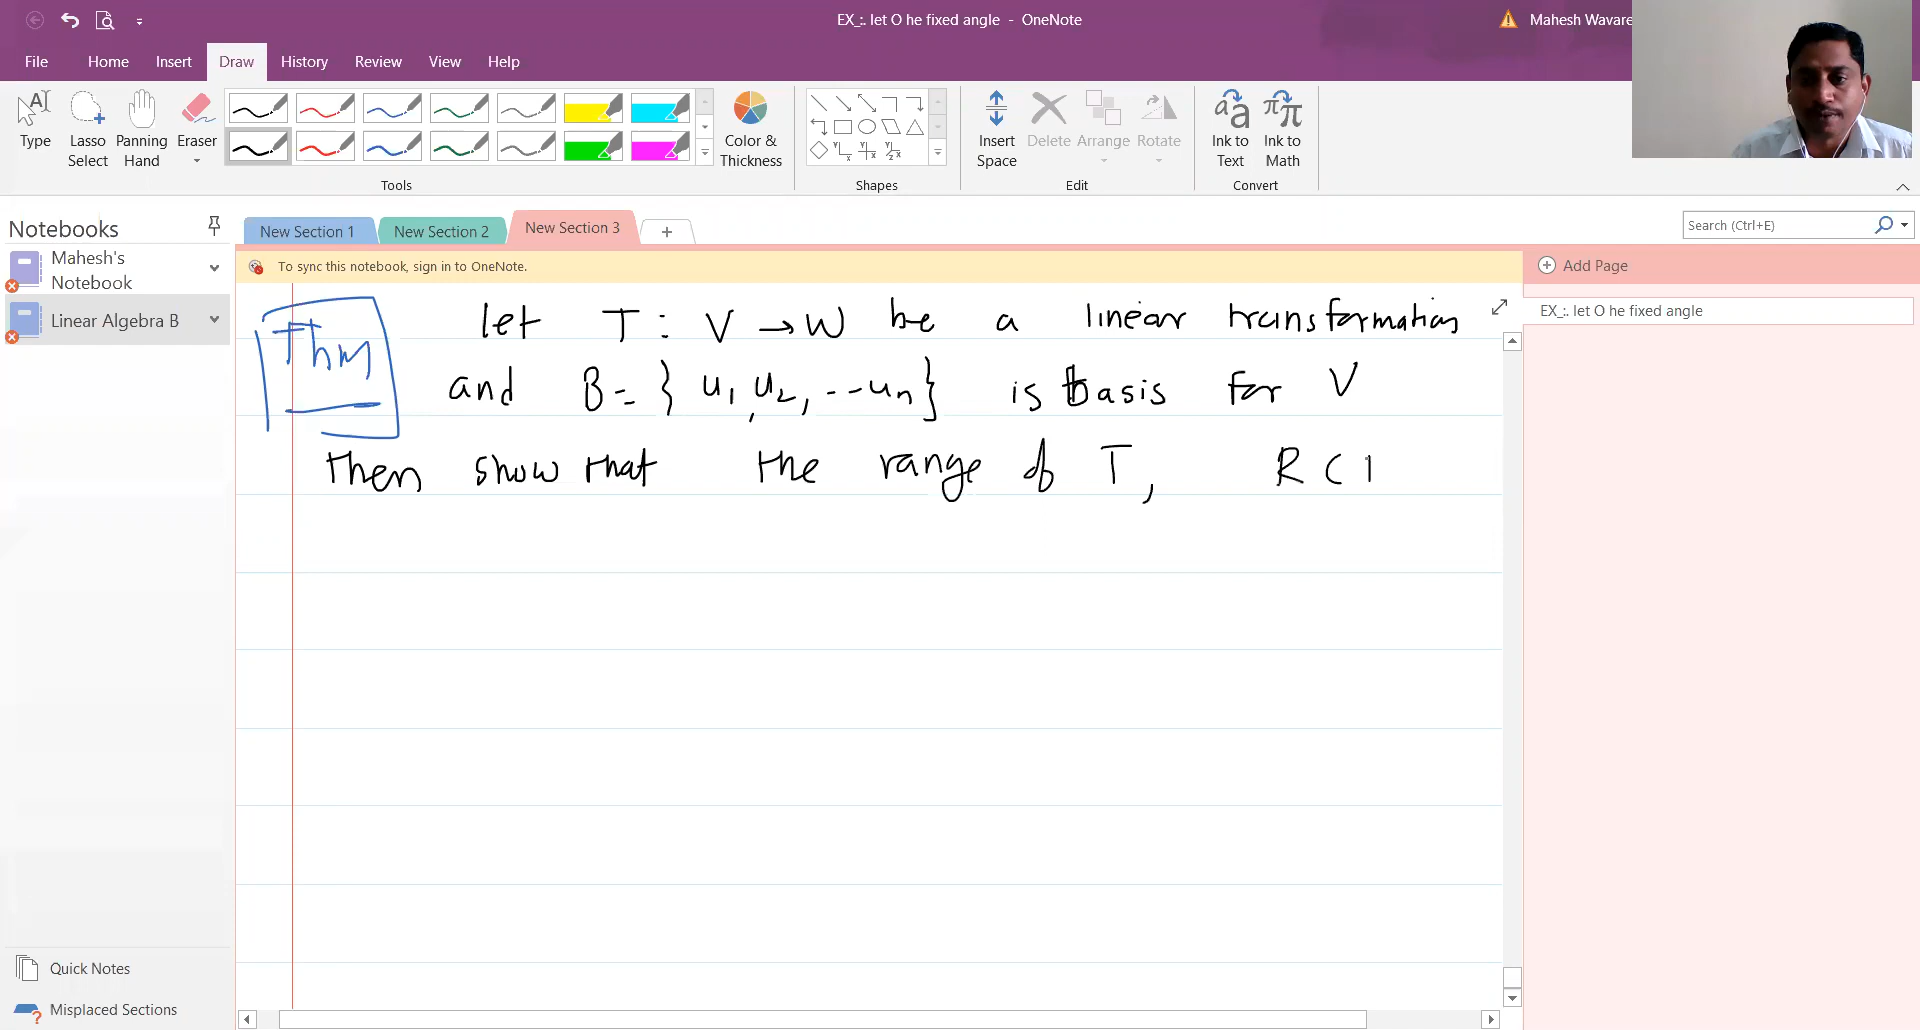 EX_:. let O he fixed angle - OneNote
Mahesh Wavare
File Home Insert Draw History Review View Help
Type
Lasso Select
Panning Hand
Eraser
Color & Thickness
Insert Space
Delete
Arrange
Rotate
Ink to Text
Ink to Math
Tools
Shapes
Edit
Convert
Notebooks
New Section 1
New Section 2
New Section 3
Search (Ctrl+E)
Mahesh's Notebook
Linear Algebra B
To sync this notebook, sign in to OneNote.
Add Page
EX_:. let O he fixed angle
Thm
let T : V → W be a linear transformation
and B = { u1, u2, ... un } is basis for V
Then show that the range of T, R ( 
Quick Notes
Misplaced Sections